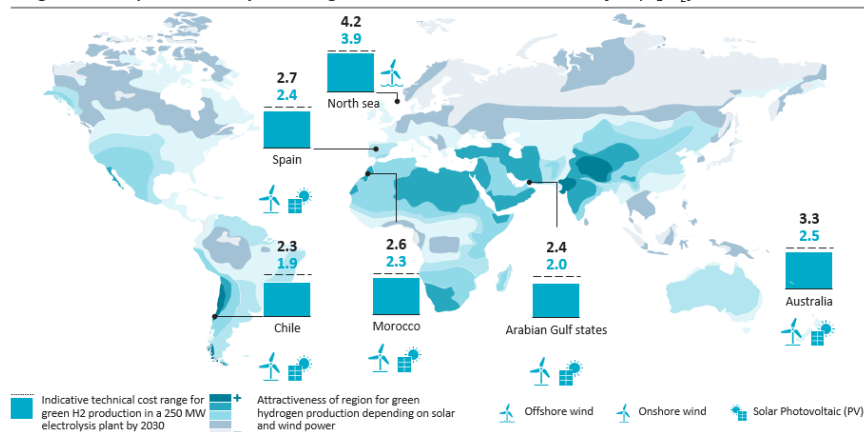 4.2
3.9
North sea
2.7
2.4
Spain
2.3
1.9
Chile
2.6
2.3
Morocco
2.4
2.0
Arabian Gulf states
3.3
2.5
Australia
Indicative technical cost range for
green H2 production in a 250 MW
electrolysis plant by 2030
+
Attractiveness of region for green
hydrogen production depending on solar
and wind power
Offshore wind
Onshore wind
Solar Photovoltaic (PV)